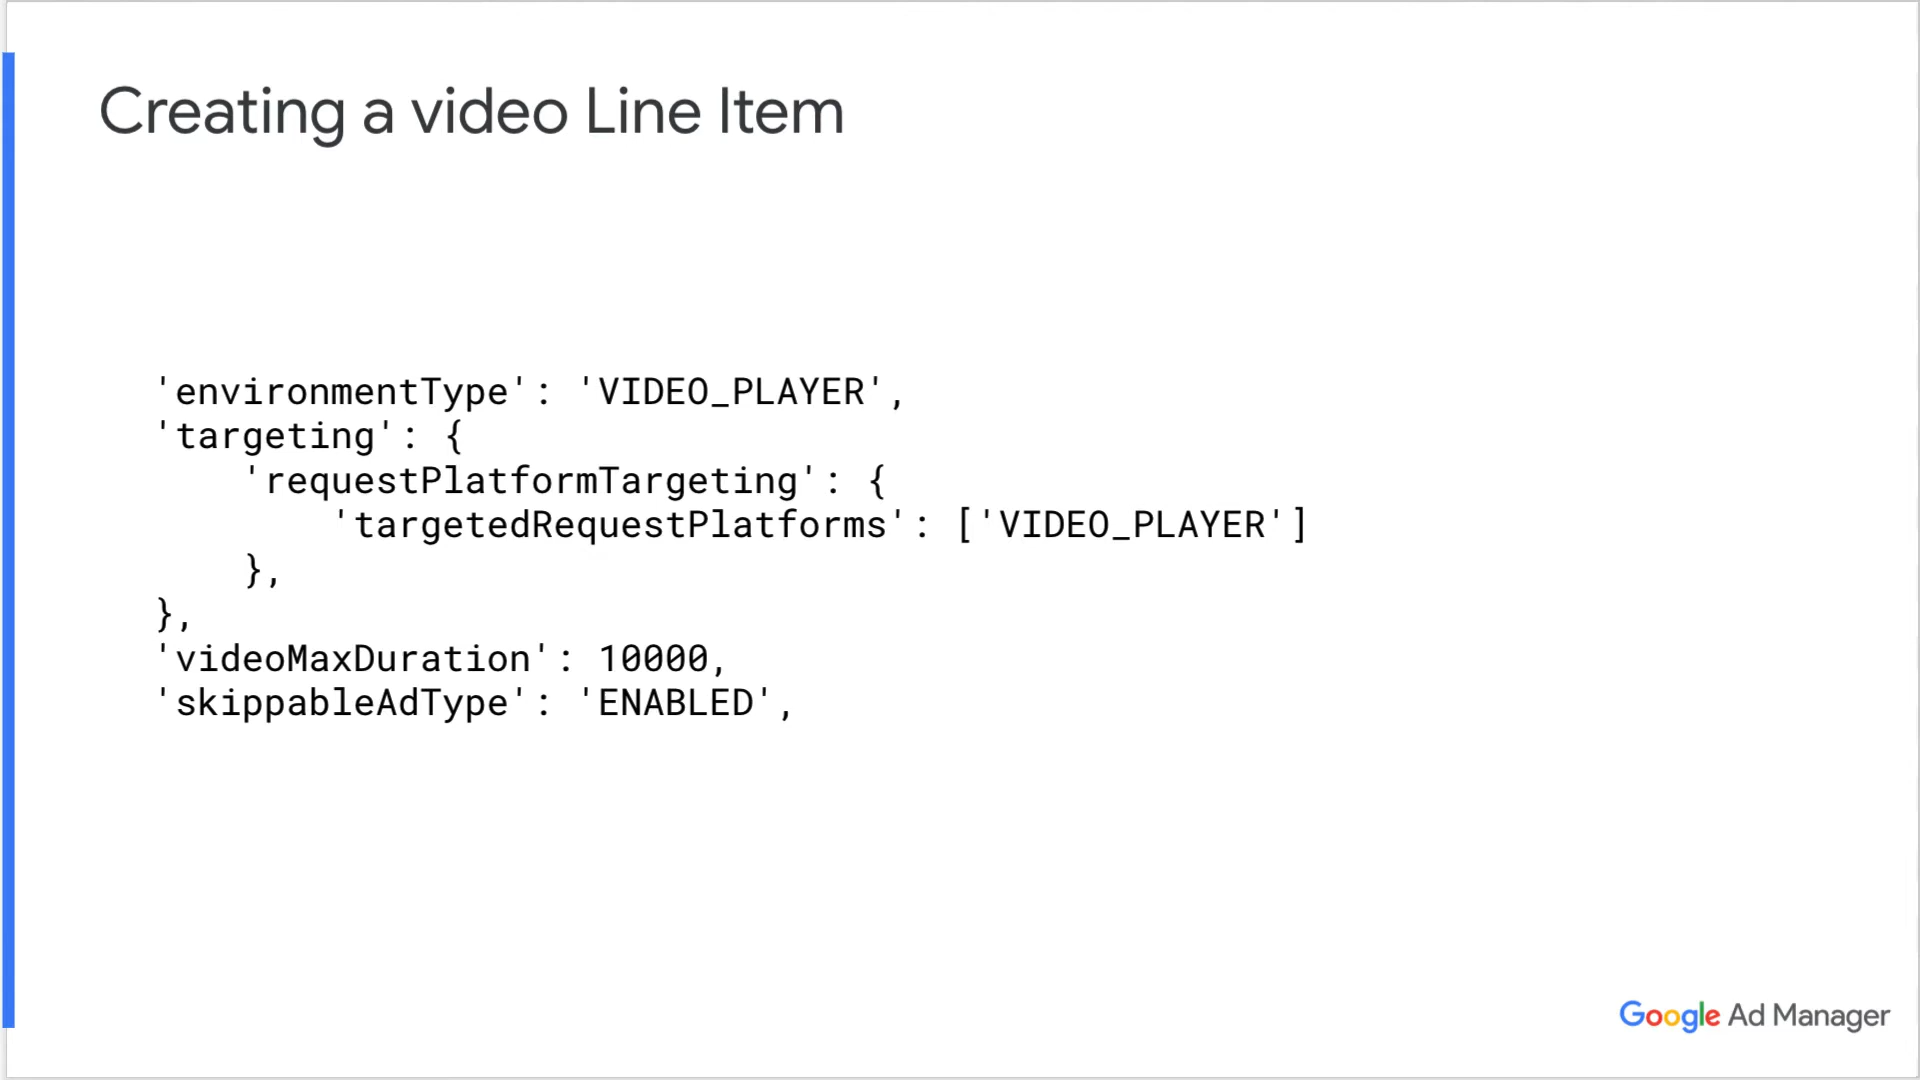 Creating a video Line Item
'environmentType': 'VIDEO_PLAYER',
'targeting': {
    'requestPlatformTargeting': {
        'targetedRequestPlatforms': ['VIDEO_PLAYER']
    },
},
'videoMaxDuration': 10000,
'skippableAdType': 'ENABLED',
Google Ad Manager